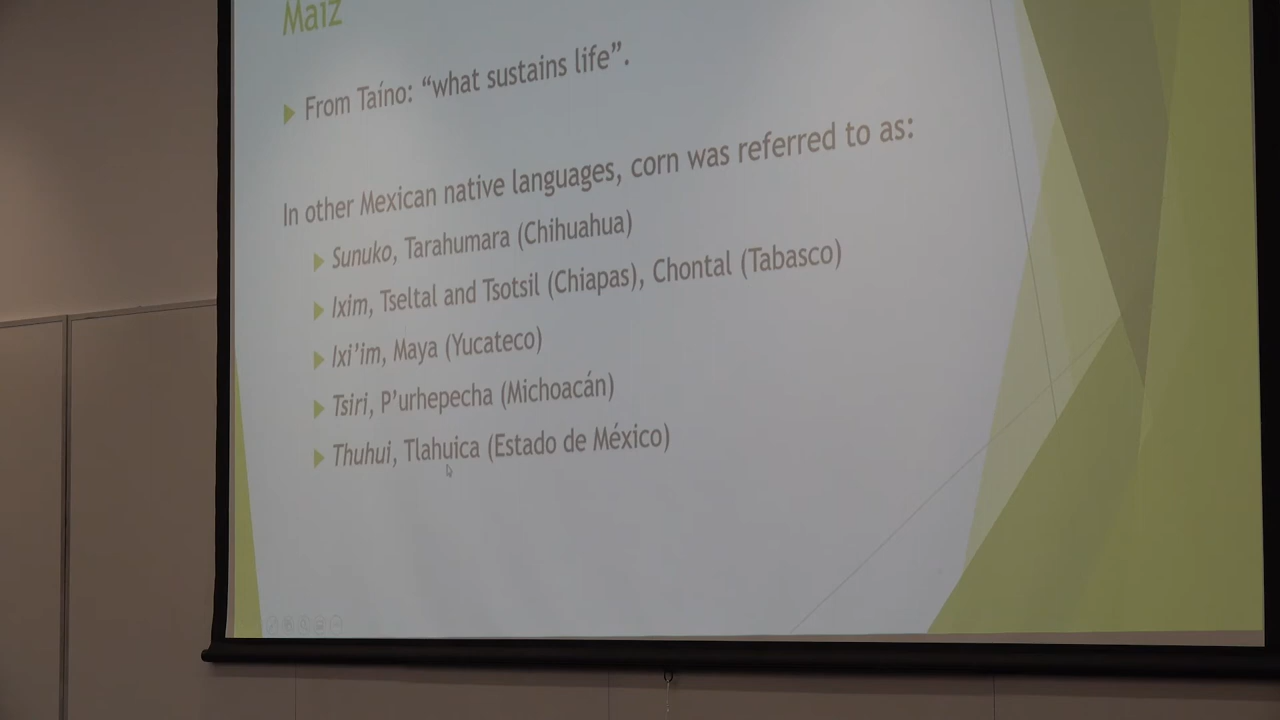 Maíz
From Taíno: “what sustains life”.
In other Mexican native languages, corn was referred to as:
Sunuko, Tarahumara (Chihuahua)
Ixim, Tseltal and Tsotsil (Chiapas), Chontal (Tabasco)
Ixi’im, Maya (Yucateco)
Tsiri, P’urhepecha (Michoacán)
Thuhui, Tlahuica (Estado de México)